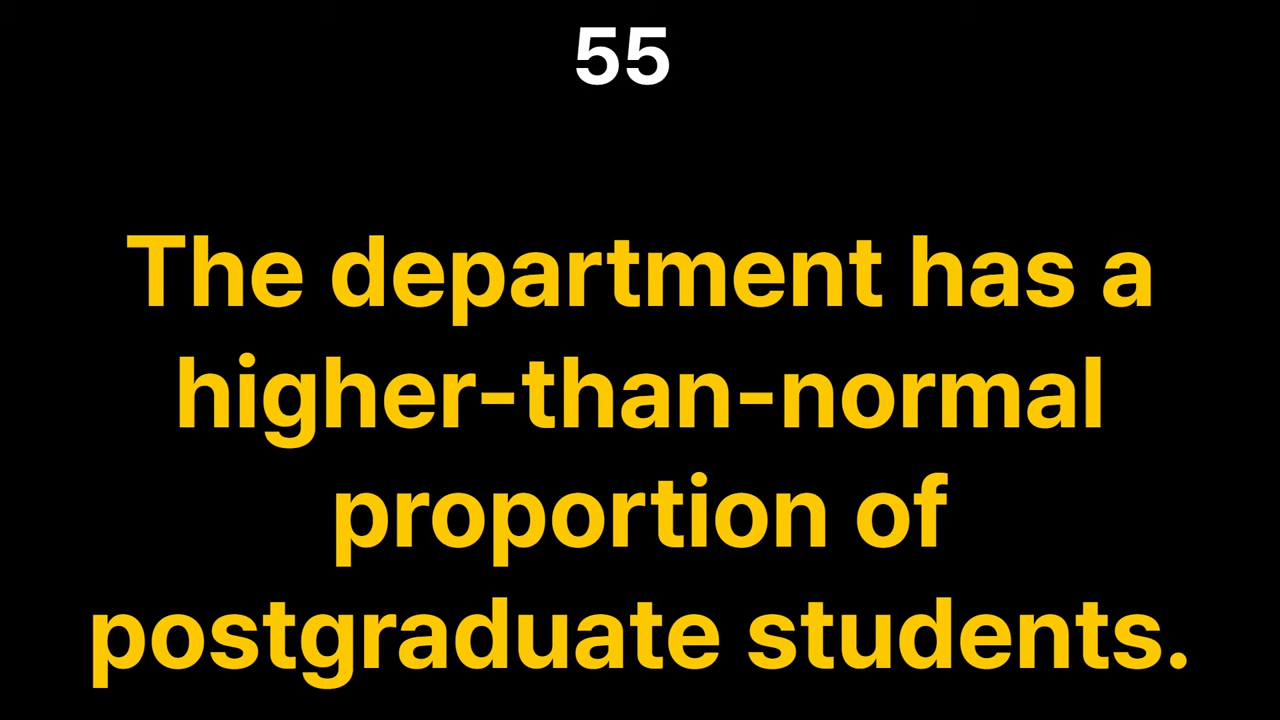 55
The department has a
higher-than-normal
proportion of
postgraduate students.